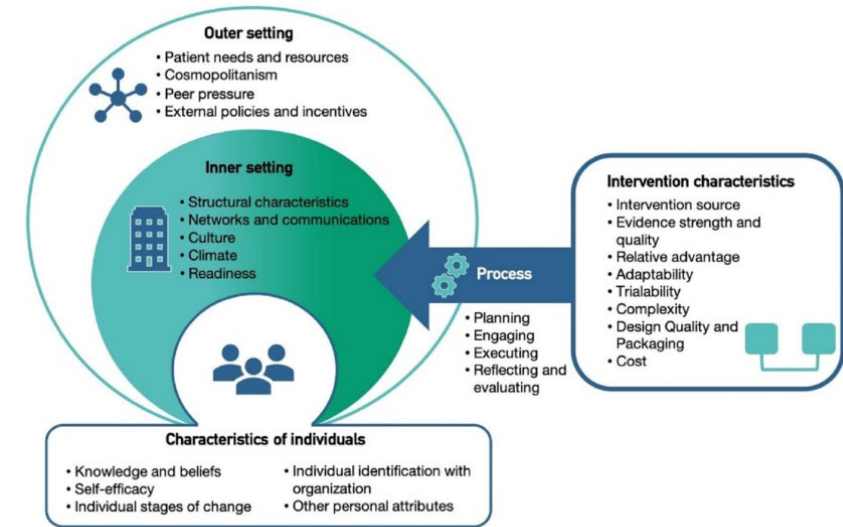 Outer setting
• Patient needs and resources
• Cosmopolitanism
• Peer pressure
• External policies and incentives
Inner setting
• Structural characteristics
• Networks and communications
• Culture
• Climate
• Readiness
Process
• Planning
• Engaging
• Executing
• Reflecting and
evaluating
Intervention characteristics
• Intervention source
• Evidence strength and
quality
• Relative advantage
• Adaptability
• Trialability
• Complexity
• Design Quality and
Packaging
• Cost
Characteristics of individuals
• Knowledge and beliefs
• Self-efficacy
• Individual stages of change
• Individual identification with
organization
• Other personal attributes